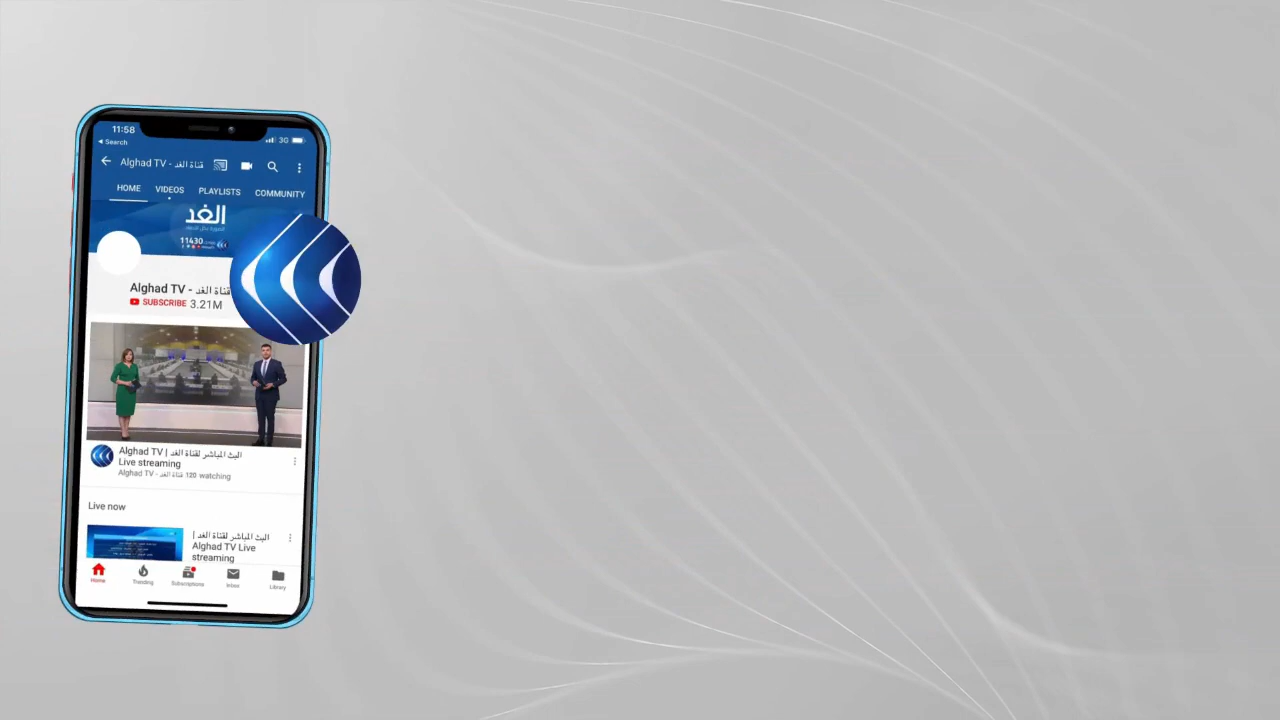 11:58
Search
3G
Alghad TV - قناة الغد
HOME VIDEOS PLAYLISTS COMMUNITY
الغد
11430
Alghad TV - قناة الغد
SUBSCRIBE 3.21M
Alghad TV | البث المباشر لقناة الغد
Live streaming
Alghad TV - قناة الغد 120 watching
Live now
البث المباشر لقناة الغد |
Alghad TV Live
streaming
Home Trending Subscriptions Inbox Library